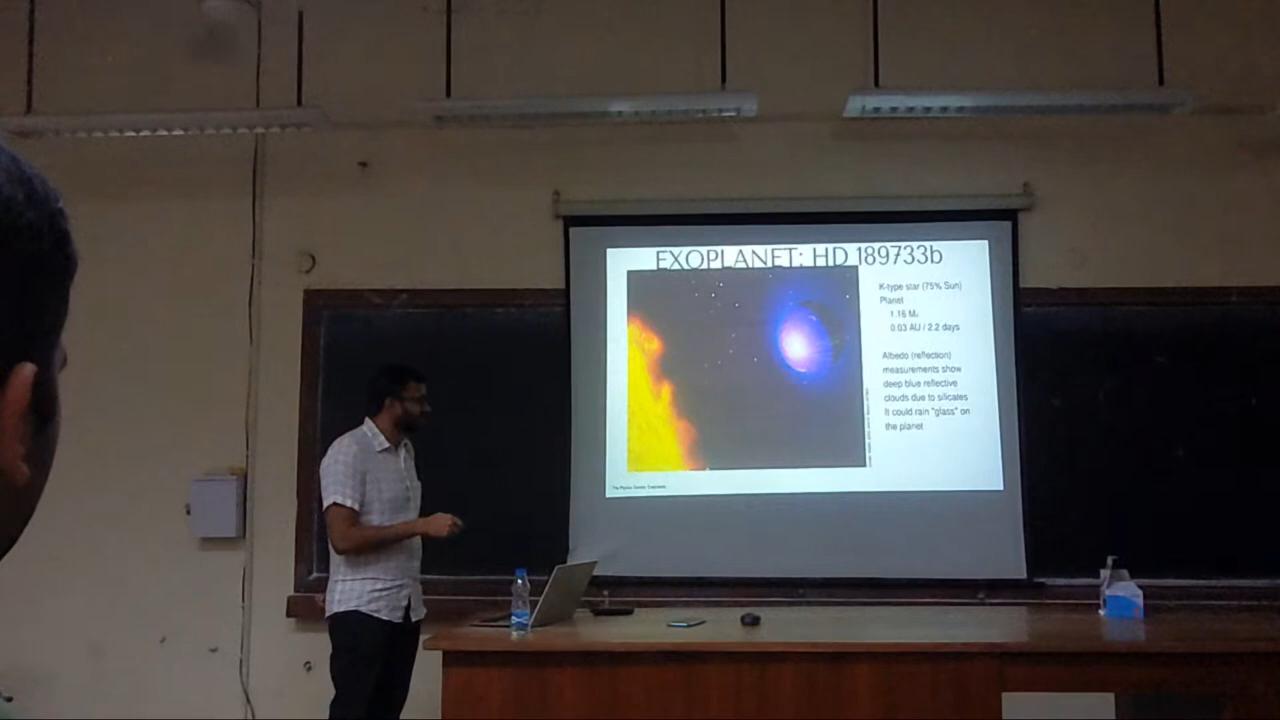 EXOPLANET: HD 189733b
K-type star (75% Sun)
Planet
1.16 MJ
0.03 AU / 2.2 days
Albedo (reflection)
measurements show
deep blue reflective
clouds due to silicates
It could rain "glass" on
the planet